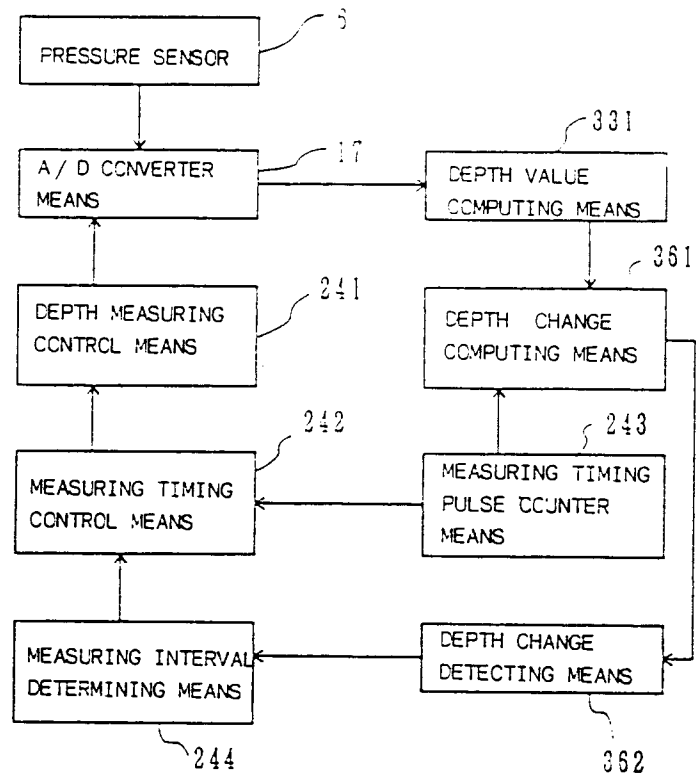 6
PRESSURE SENSOR
17
A/D CONVERTER
MEANS
331
DEPTH VALUE
COMPUTING MEANS
241
DEPTH MEASURING
CONTROL MEANS
361
DEPTH CHANGE
COMPUTING MEANS
242
MEASURING TIMING
CONTROL MEANS
243
MEASURING TIMING
PULSE COUNTER
MEANS
MEASURING INTERVAL
DETERMINING MEANS
244
DEPTH CHANGE
DETECTING MEANS
362